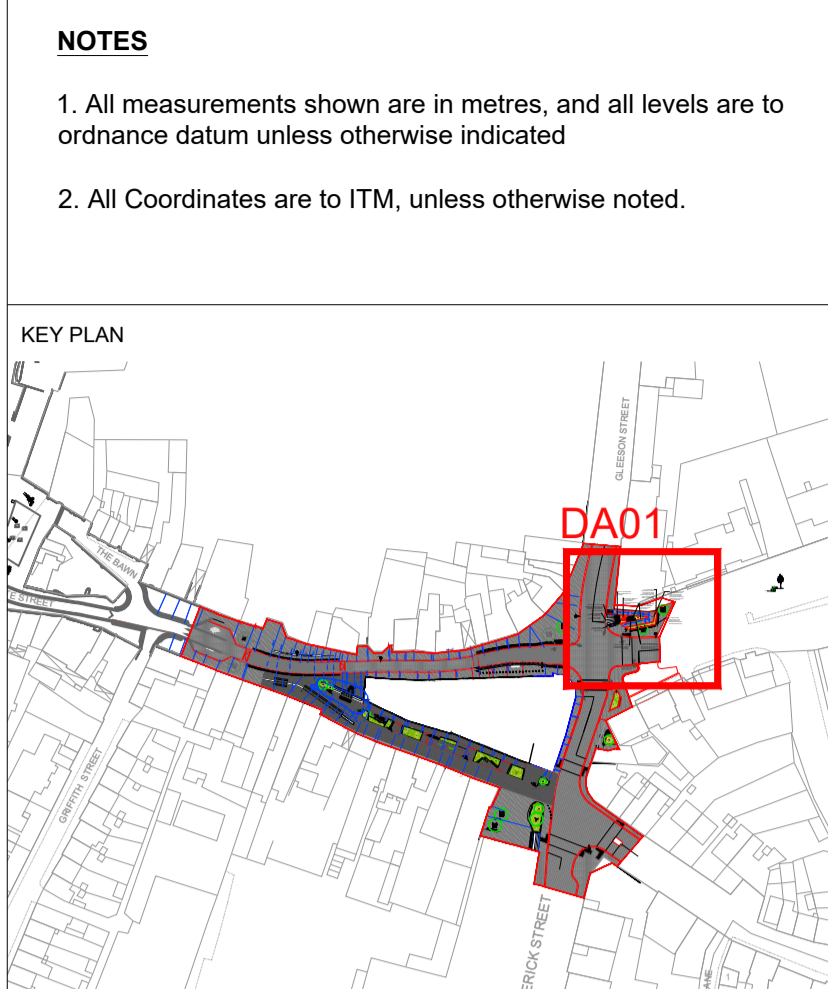 NOTES
1. All measurements shown are in metres, and all levels are to
ordnance datum unless otherwise indicated
2. All Coordinates are to ITM, unless otherwise noted.
KEY PLAN
GLEESON STREET
DA01
THE BAWN
E STREET
GRIFFITH STREET
ERICK STREET
ANE
1